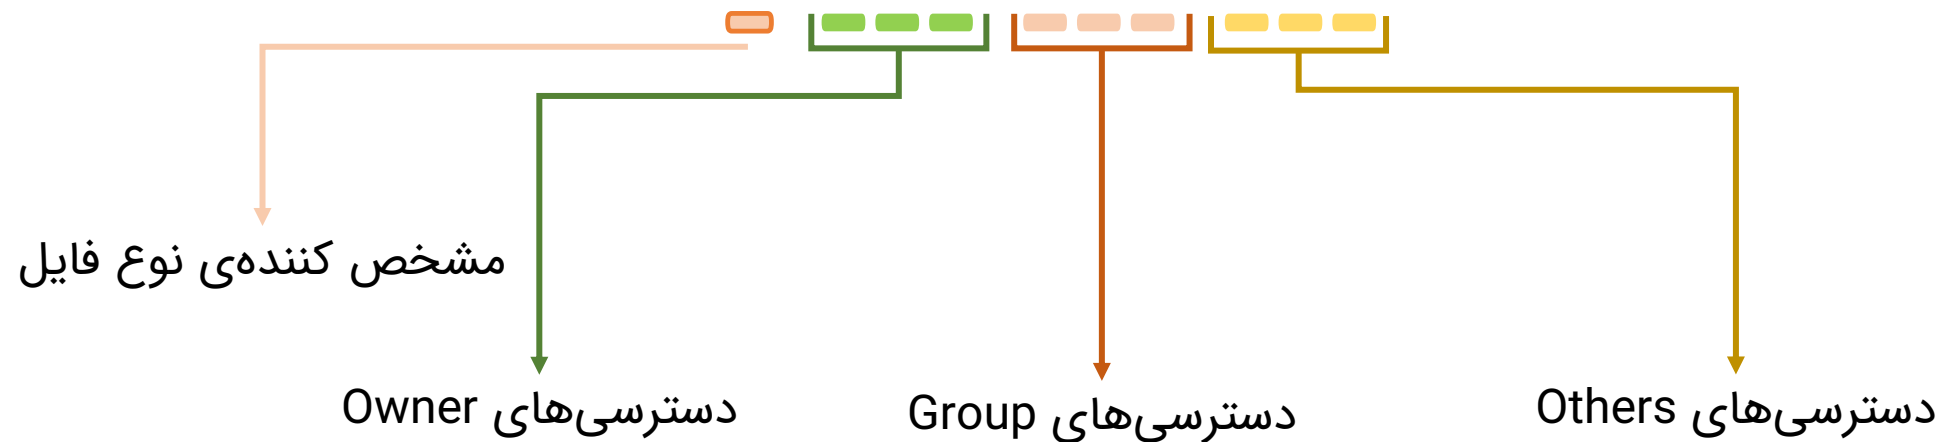 مشخص کننده‌ی نوع فایل
دسترسی‌های Owner
دسترسی‌های Group
دسترسی‌های Others